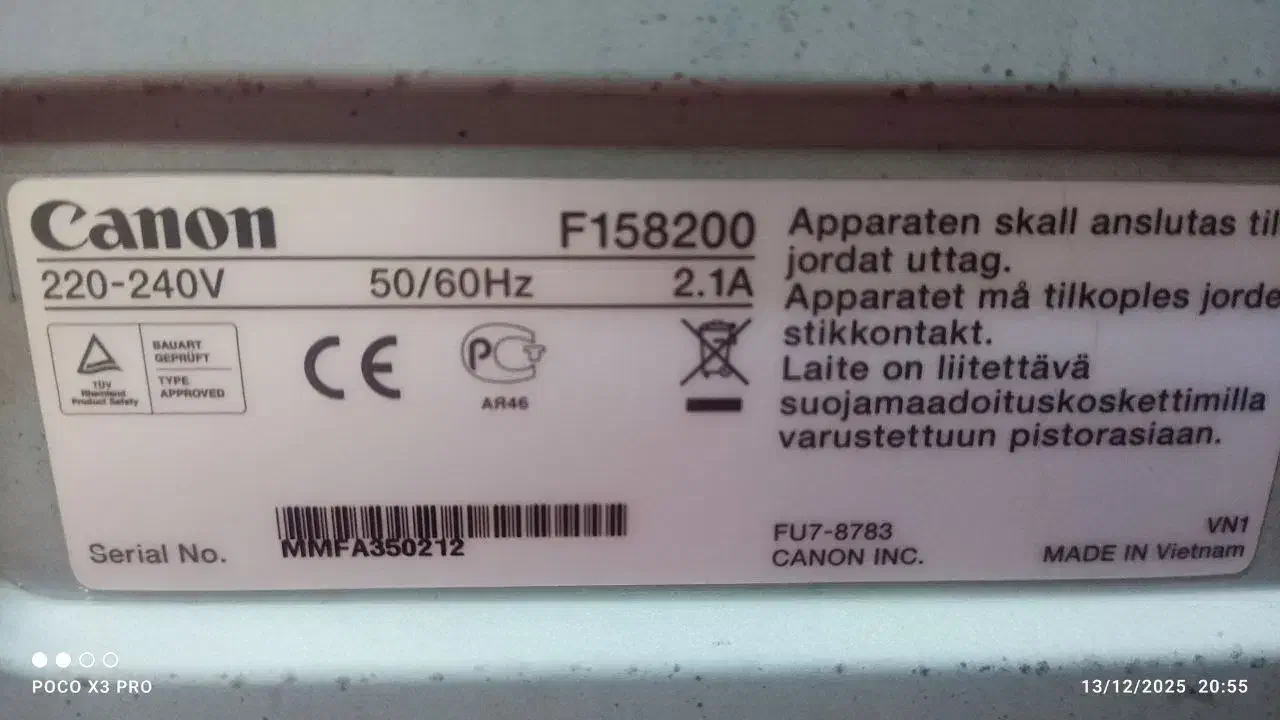 Canon F158200
220-240V 50/60Hz 2.1A
TÜV
Rheinland
Product Safety
BAUART
GEPRÜFT
TYPE
APPROVED
CE
PCT
AR46
Apparaten skall anslutas til
jordat uttag.
Apparatet må tilkoples jorde
stikkontakt.
Laite on liitettävä
suojamaadoituskoskettimilla
varustettuun pistorasiaan.
Serial No. MMFA350212
FU7-8783 VN1
CANON INC. MADE IN Vietnam
POCO X3 PRO 13/12/2025 20:55